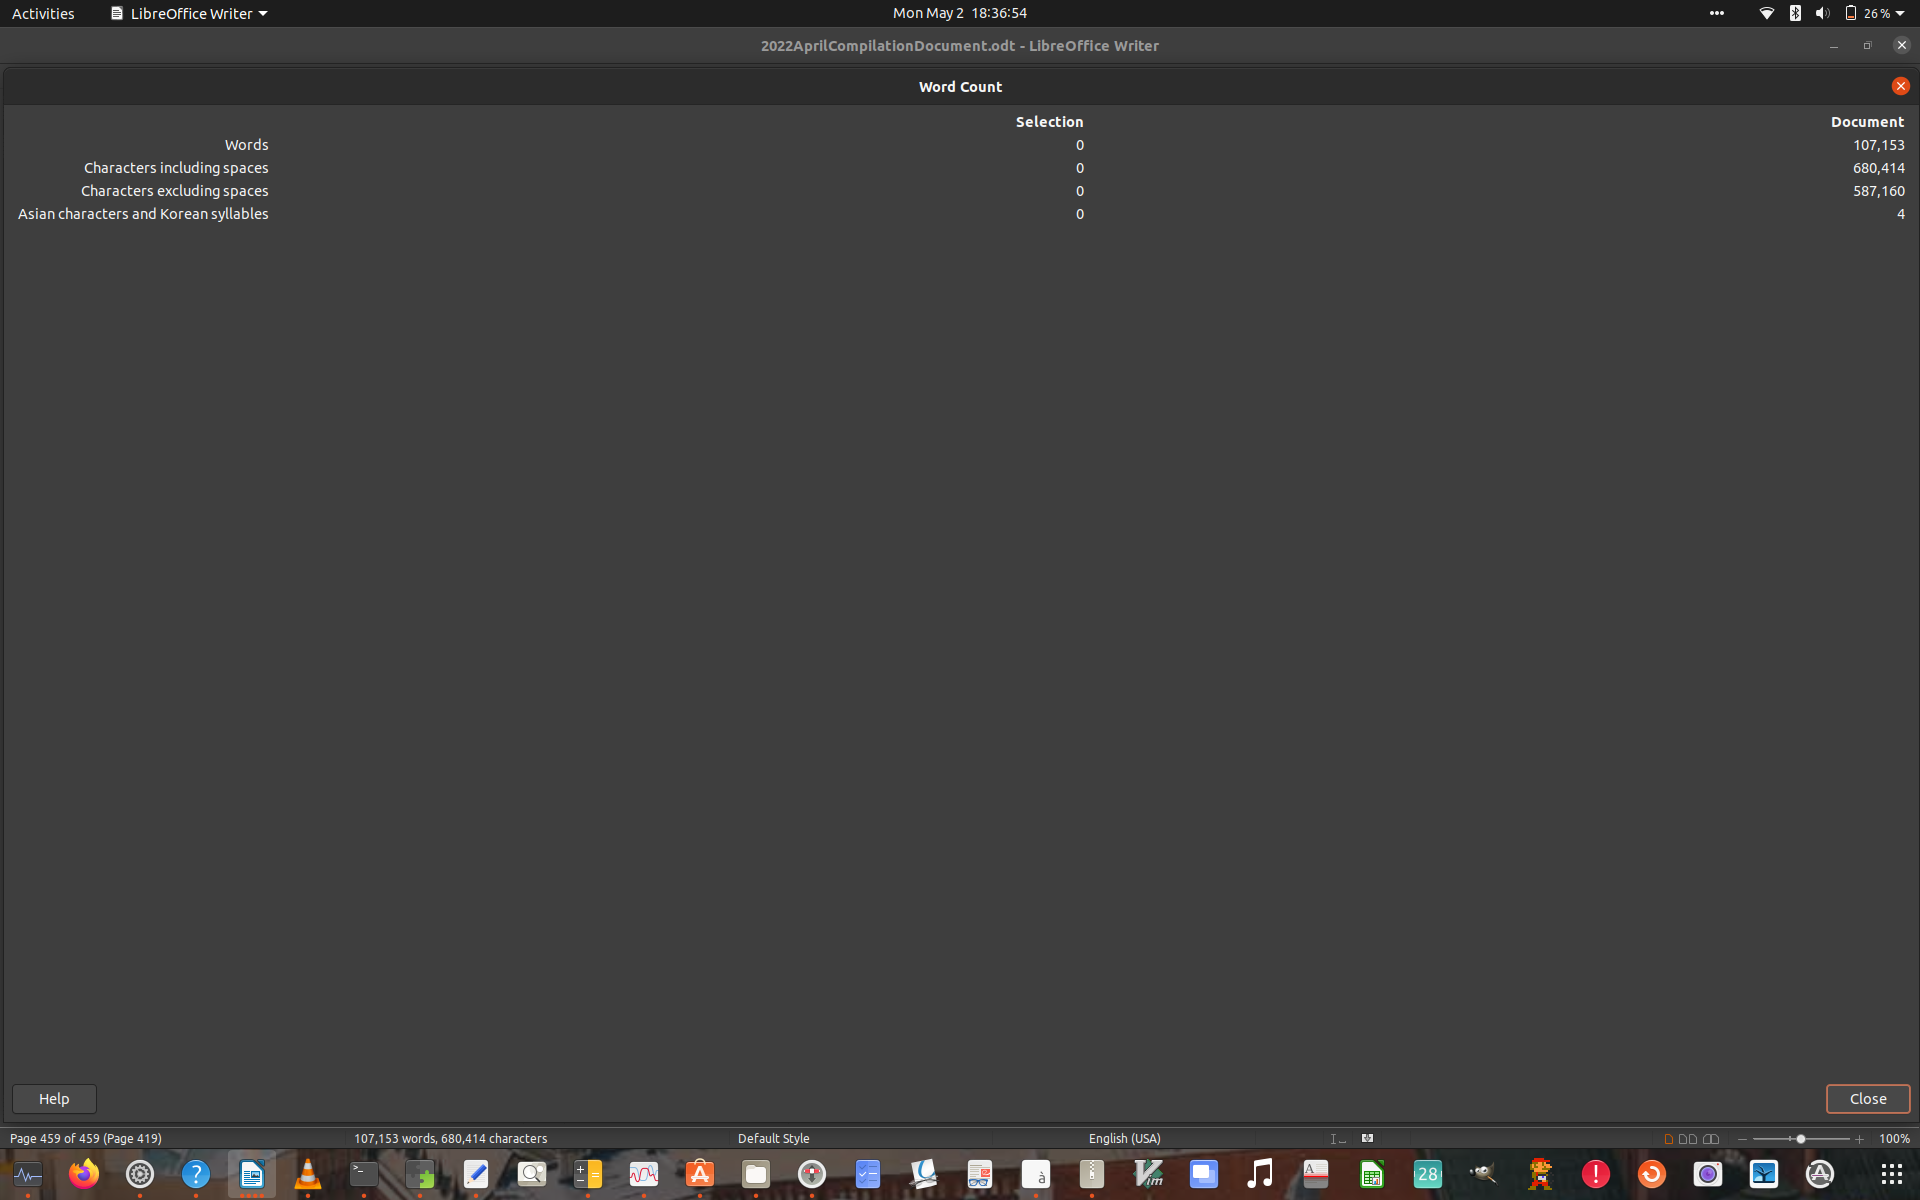 Activities LibreOffice Writer Mon May 2 18:36:54 26 %
2022AprilCompilationDocument.odt - LibreOffice Writer
Word Count
Selection Document
Words 0 107,153
Characters including spaces 0 680,414
Characters excluding spaces 0 587,160
Asian characters and Korean syllables 0 4
Help Close
Page 459 of 459 (Page 419) 107,153 words, 680,414 characters Default Style English (USA) 100%
28